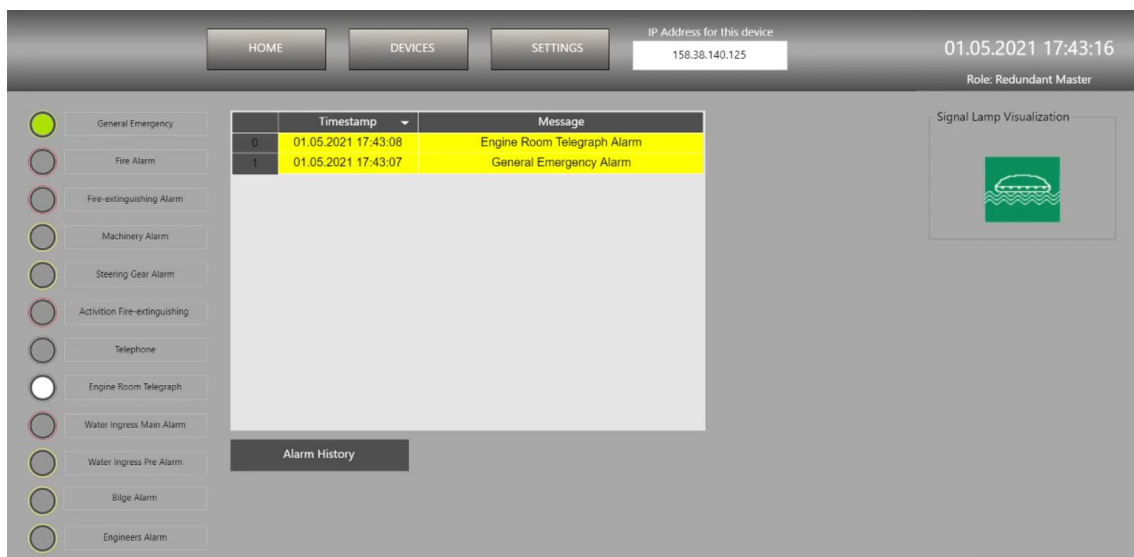 HOME
DEVICES
SETTINGS
IP Address for this device
158.38.140.125
01.05.2021 17:43:16
Role: Redundant Master
General Emergency
Fire Alarm
Fire-extinguishing Alarm
Machinery Alarm
Steering Gear Alarm
Activition Fire-extinguishing
Telephone
Engine Room Telegraph
Water Ingress Main Alarm
Water Ingress Pre Alarm
Bilge Alarm
Engineers Alarm
Timestamp Message
0 01.05.2021 17:43:08 Engine Room Telegraph Alarm
1 01.05.2021 17:43:07 General Emergency Alarm
Alarm History
Signal Lamp Visualization